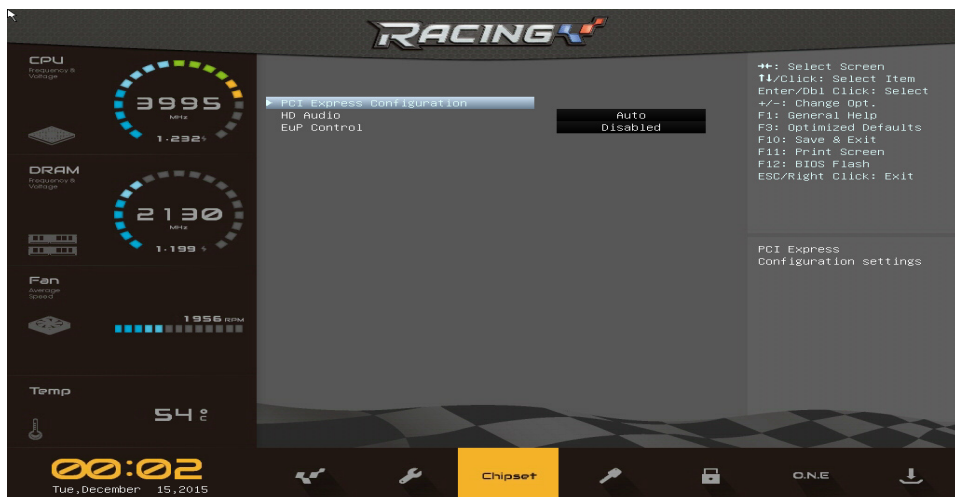 RACING
CPU
Frequency &
Voltage
3995
MHz
1.232
DRAM
Frequency &
Voltage
2130
MHz
1.199
Fan
Average
Speed
1956 RPM
Temp
54 °C
00:02
Tue,December 15,2015
PCI Express Configuration
HD Audio Auto
EuP Control Disabled
→←: Select Screen
↑↓/Click: Select Item
Enter/Dbl Click: Select
+/-: Change Opt.
F1: General Help
F3: Optimized Defaults
F10: Save & Exit
F11: Print Screen
F12: BIOS Flash
ESC/Right Click: Exit
PCI Express
Configuration settings
Chipset
O.N.E